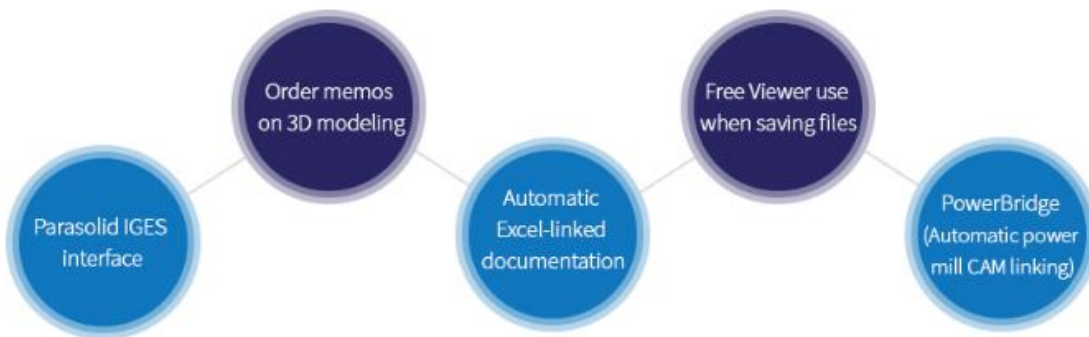 Parasolid IGES
interface
Order memos
on 3D modeling
Automatic
Excel-linked
documentation
Free Viewer use
when saving files
PowerBridge
(Automatic power
mill CAM linking)